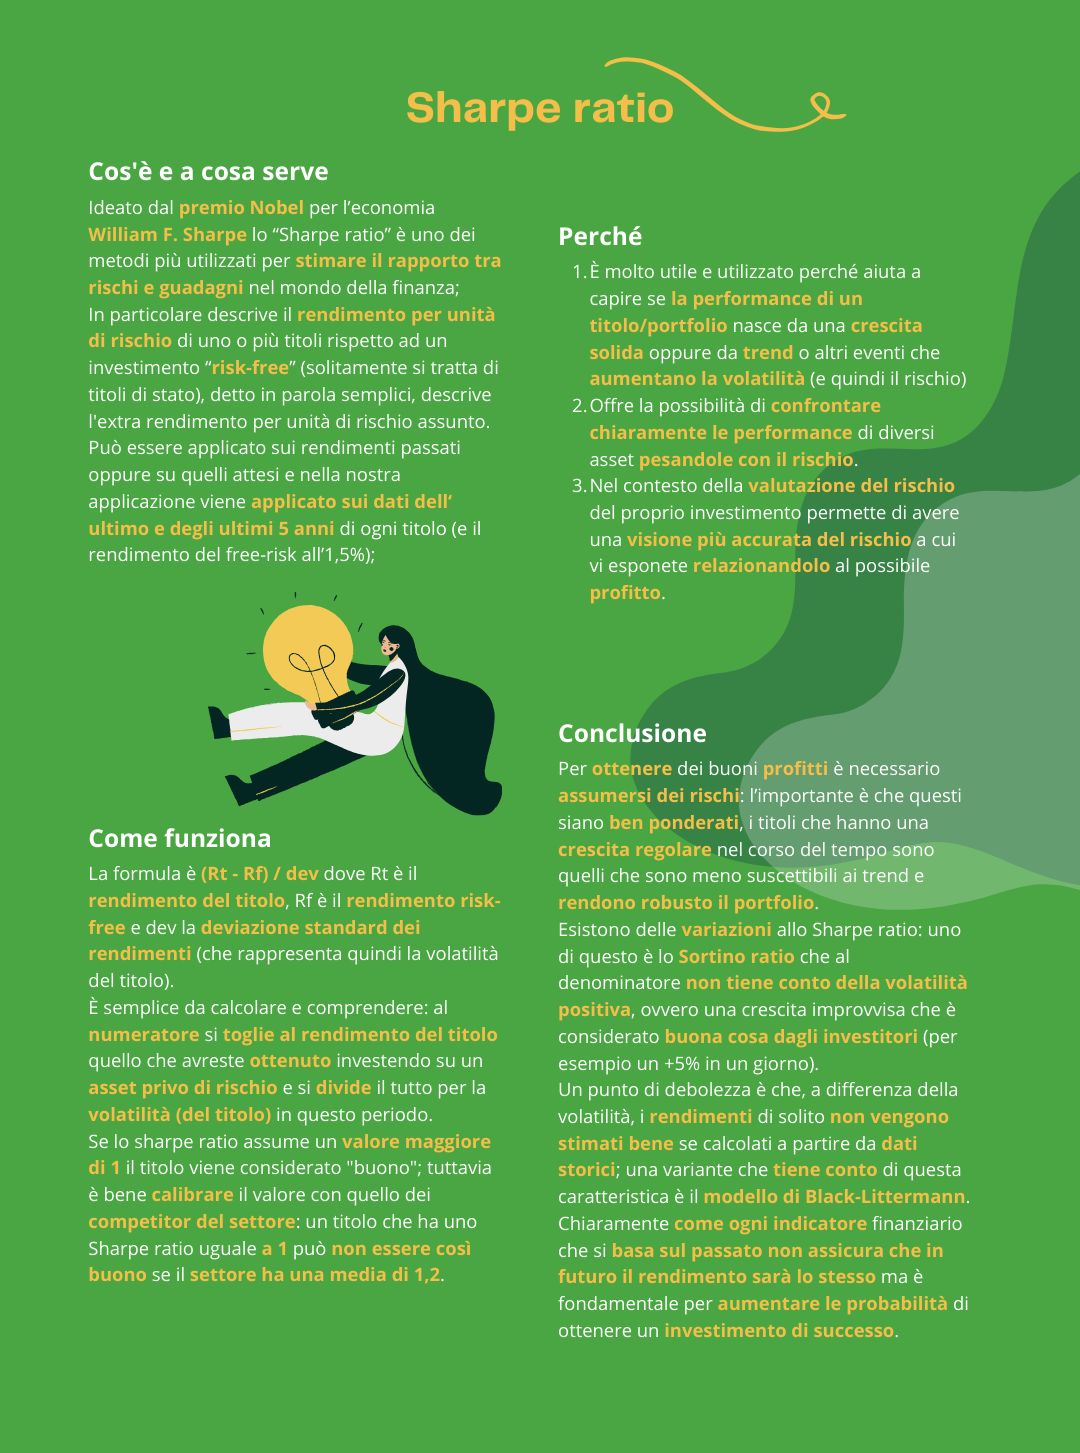 Sharpe ratio
Cos'è e a cosa serve
Ideato dal premio Nobel per l’economia
William F. Sharpe lo “Sharpe ratio” è uno dei
metodi più utilizzati per stimare il rapporto tra
rischi e guadagni nel mondo della finanza;
In particolare descrive il rendimento per unità
di rischio di uno o più titoli rispetto ad un
investimento “risk-free” (solitamente si tratta di
titoli di stato), detto in parola semplici, descrive
l'extra rendimento per unità di rischio assunto.
Può essere applicato sui rendimenti passati
oppure su quelli attesi e nella nostra
applicazione viene applicato sui dati dell‘
ultimo e degli ultimi 5 anni di ogni titolo (e il
rendimento del free-risk all’1,5%);
Come funziona
La formula è (Rt - Rf) / dev dove Rt è il
rendimento del titolo, Rf è il rendimento risk-
free e dev la deviazione standard dei
rendimenti (che rappresenta quindi la volatilità
del titolo).
È semplice da calcolare e comprendere: al
numeratore si toglie al rendimento del titolo
quello che avreste ottenuto investendo su un
asset privo di rischio e si divide il tutto per la
volatilità (del titolo) in questo periodo.
Se lo sharpe ratio assume un valore maggiore
di 1 il titolo viene considerato "buono"; tuttavia
è bene calibrare il valore con quello dei
competitor del settore: un titolo che ha uno
Sharpe ratio uguale a 1 può non essere così
buono se il settore ha una media di 1,2.
Perché
1. È molto utile e utilizzato perché aiuta a
capire se la performance di un
titolo/portfolio nasce da una crescita
solida oppure da trend o altri eventi che
aumentano la volatilità (e quindi il rischio)
2. Offre la possibilità di confrontare
chiaramente le performance di diversi
asset pesandole con il rischio.
3. Nel contesto della valutazione del rischio
del proprio investimento permette di avere
una visione più accurata del rischio a cui
vi esponete relazionandolo al possibile
profitto.
Conclusione
Per ottenere dei buoni profitti è necessario
assumersi dei rischi: l’importante è che questi
siano ben ponderati, i titoli che hanno una
crescita regolare nel corso del tempo sono
quelli che sono meno suscettibili ai trend e
rendono robusto il portfolio.
Esistono delle variazioni allo Sharpe ratio: uno
di questo è lo Sortino ratio che al
denominatore non tiene conto della volatilità
positiva, ovvero una crescita improvvisa che è
considerato buona cosa dagli investitori (per
esempio un +5% in un giorno).
Un punto di debolezza è che, a differenza della
volatilità, i rendimenti di solito non vengono
stimati bene se calcolati a partire da dati
storici; una variante che tiene conto di questa
caratteristica è il modello di Black-Littermann.
Chiaramente come ogni indicatore finanziario
che si basa sul passato non assicura che in
futuro il rendimento sarà lo stesso ma è
fondamentale per aumentare le probabilità di
ottenere un investimento di successo.